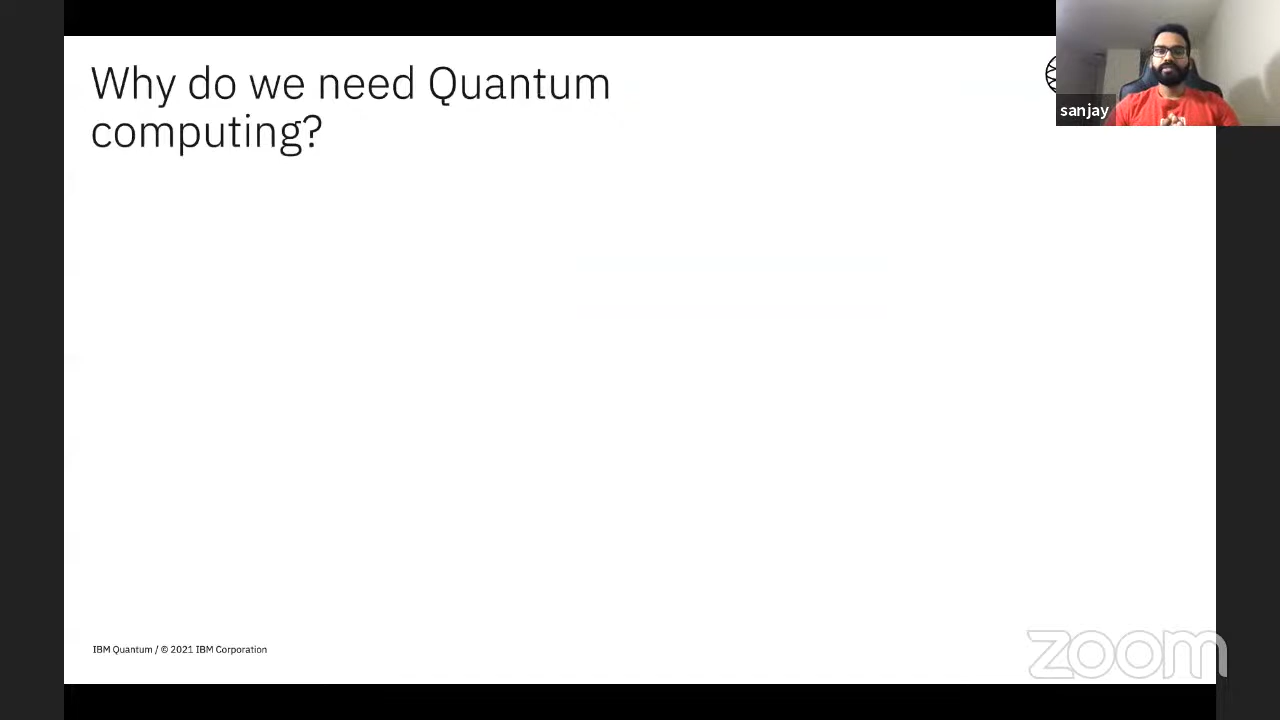 Why do we need Quantum
computing?
sanjay
IBM Quantum / © 2021 IBM Corporation
zoom